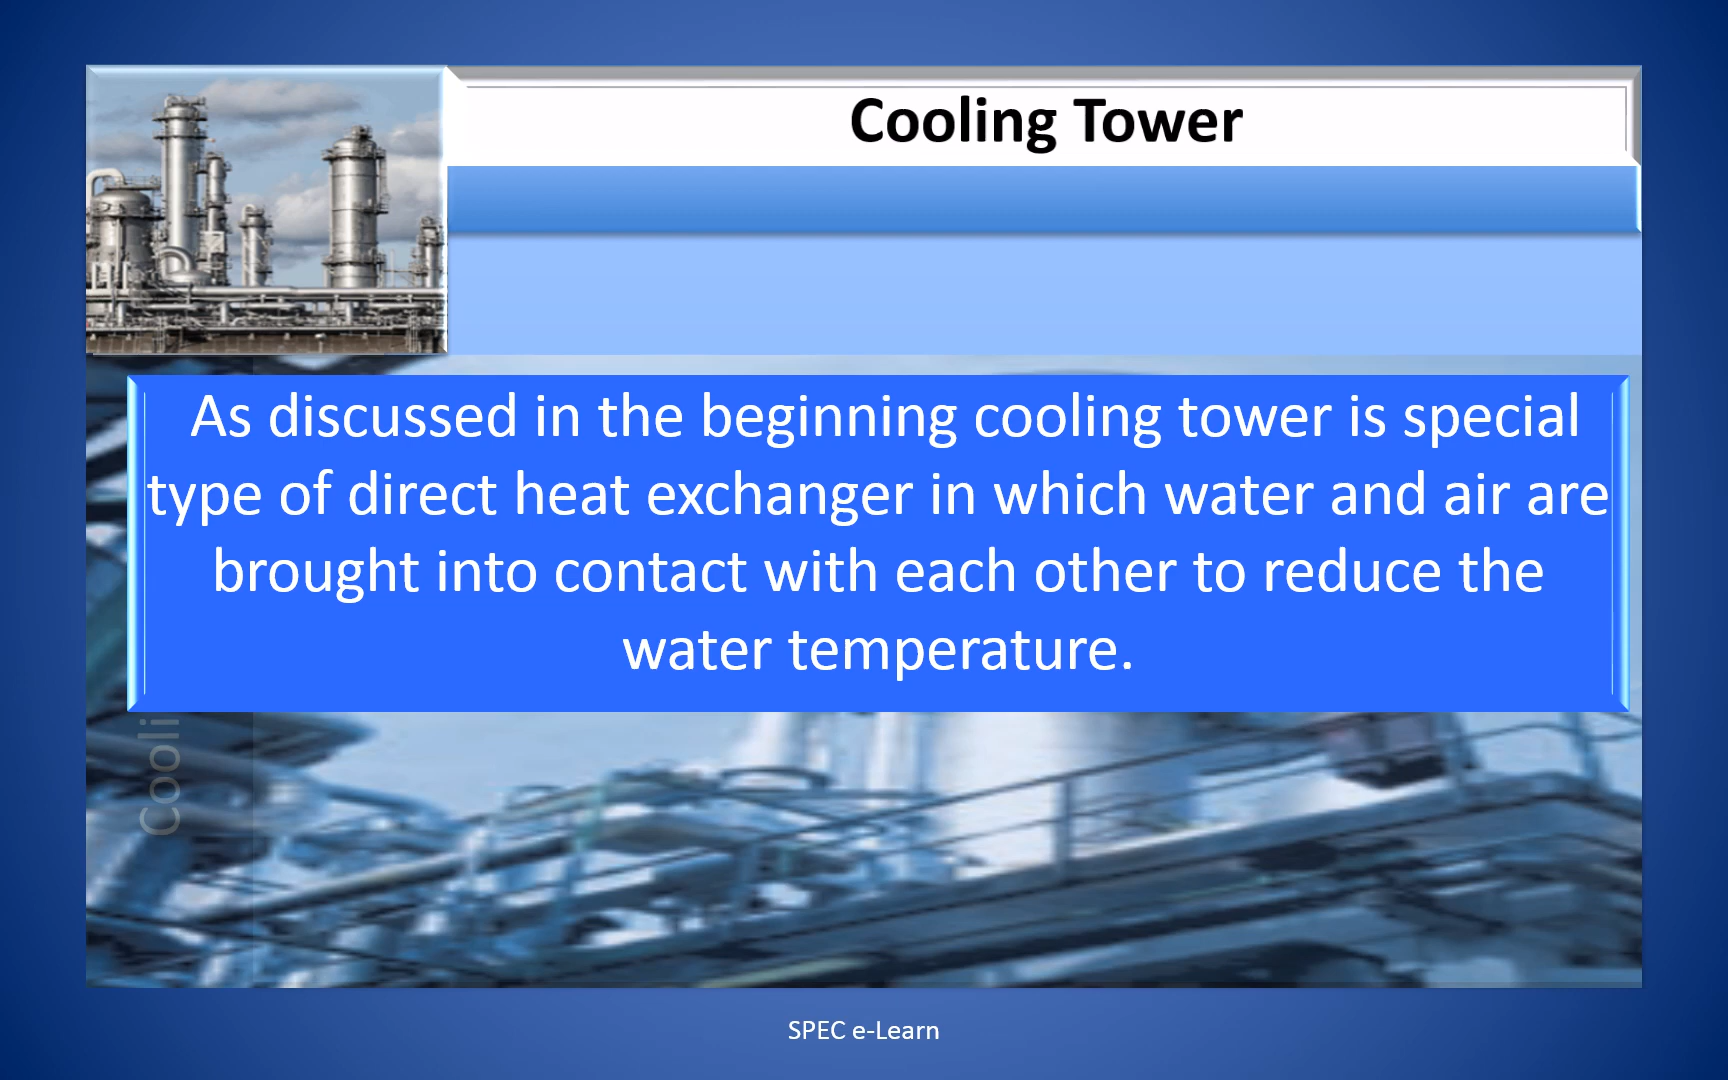 Cooling Tower
As discussed in the beginning cooling tower is special
type of direct heat exchanger in which water and air are
brought into contact with each other to reduce the
water temperature.
Cooli
SPEC e-Learn